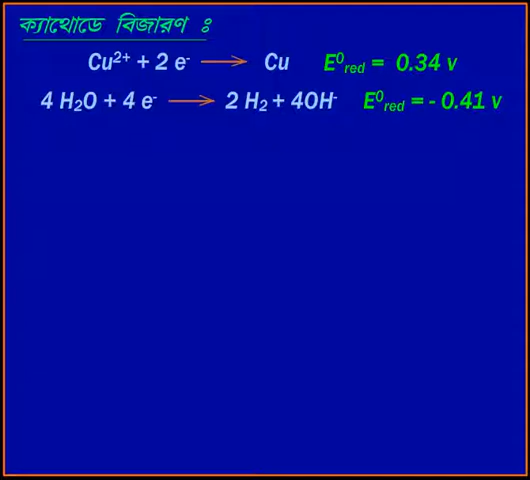 ক্যাথোডে বিজারণ ঃ
Cu²⁺ + 2 e⁻ ⟶ Cu E⁰red = 0.34 v
4 H₂O + 4 e⁻ ⟶ 2 H₂ + 4OH⁻ E⁰red = - 0.41 v